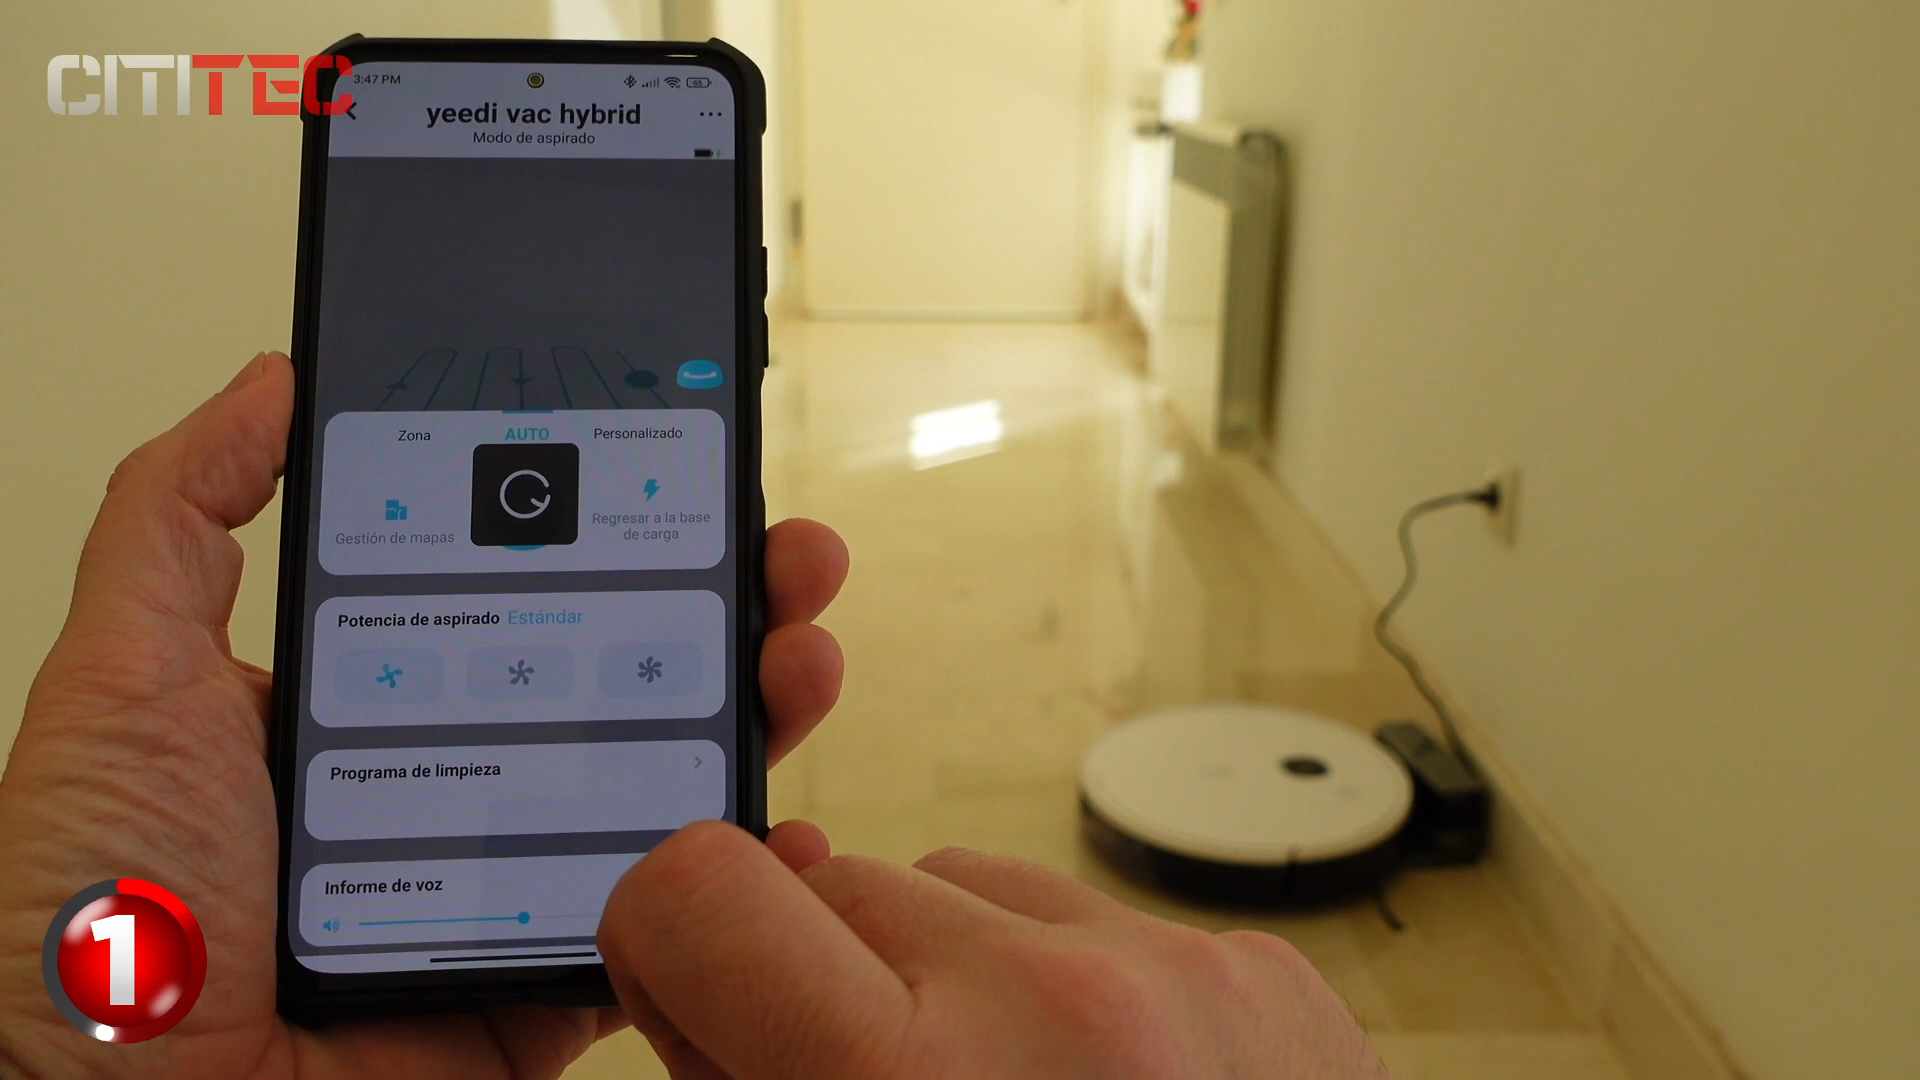 CITITEC
3:47 PM
55
yeedi vac hybrid
Modo de aspirado
Zona
AUTO
Personalizado
Gestión de mapas
Regresar a la base
de carga
Potencia de aspirado Estándar
Programa de limpieza
Informe de voz
1